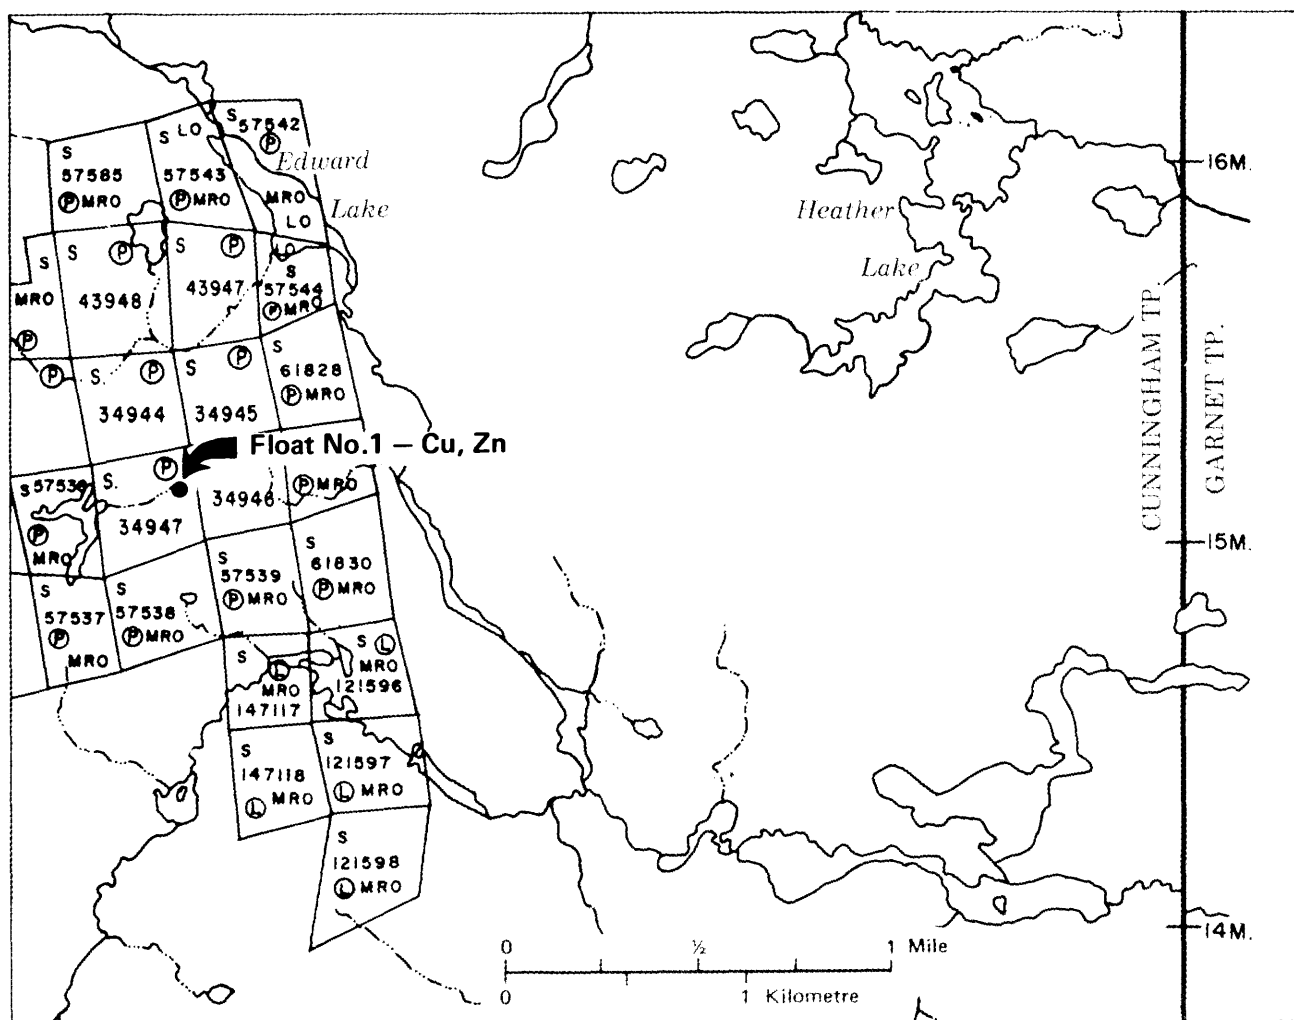 S
57542
P
S LO
S
57585
P MRO
57543
P MRO
Edward
Lake
MRO
LO
LO
16M.
Heather
Lake
S
MRO
P
S P
43948
S P
43947
S
57544
P MRO
P
S P
34944
S P
34945
S
61828
P MRO
CUNNINGHAM TP.
GARNET TP.
Float No.1 – Cu, Zn
S
P
MRO
S. P
34947
34946
P MRO
15M.
S
57537
P
MRO
S
57538
P MRO
S
57539
P MRO
S
61830
P MRO
S
L
MRO
147117
S L
MRO
121596
S
147118
L MRO
S
121597
L MRO
S
121598
L MRO
14M.
0 ½ 1 Mile
0 1 Kilometre